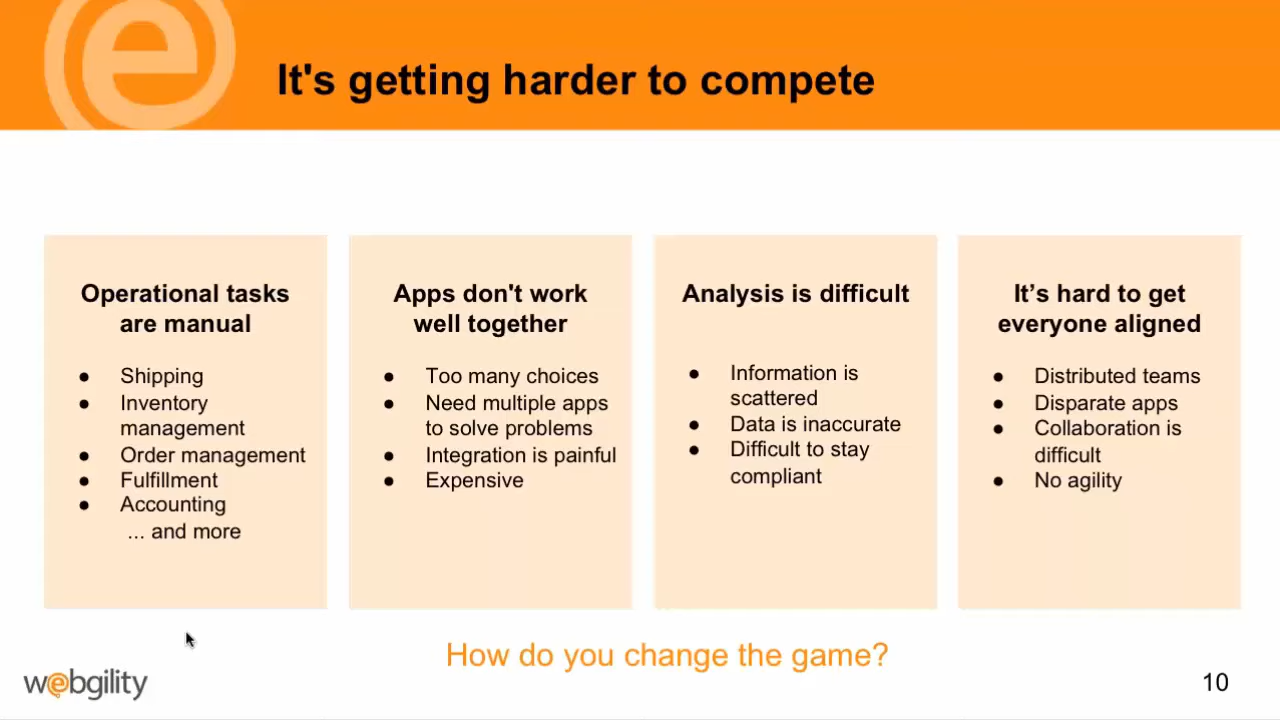 It's getting harder to compete
Operational tasks
are manual
● Shipping
● Inventory
management
● Order management
● Fulfillment
● Accounting
... and more
Apps don't work
well together
● Too many choices
● Need multiple apps
to solve problems
● Integration is painful
● Expensive
Analysis is difficult
● Information is
scattered
● Data is inaccurate
● Difficult to stay
compliant
It’s hard to get
everyone aligned
● Distributed teams
● Disparate apps
● Collaboration is
difficult
● No agility
How do you change the game?
webgility
10